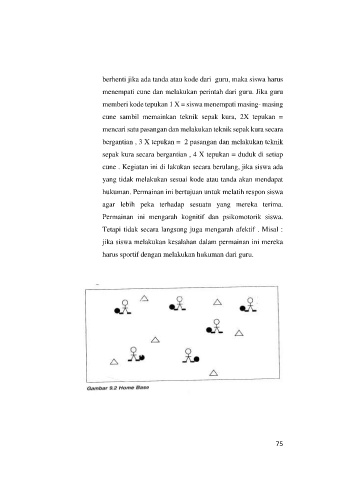 berhenti jika ada tanda atau kode dari guru, maka siswa harus
menempati cune dan melakukan perintah dari guru. Jika guru
memberi kode tepukan 1 X = siswa menempati masing- masing
cune sambil memainkan teknik sepak kura, 2X tepukan =
mencari satu pasangan dan melakukan teknik sepak kura secara
bergantian , 3 X tepukan = 2 pasangan dan melakukan teknik
sepak kura secara bergantian , 4 X tepukan = duduk di setiap
cune . Kegiatan ini di lakukan secara berulang, jika siswa ada
yang tidak melakukan sesuai kode atau tanda akan mendapat
hukuman. Permainan ini bertujuan untuk melatih respon siswa
agar lebih peka terhadap sesuatu yang mereka terima.
Permainan ini mengarah kognitif dan psikomotorik siswa.
Tetapi tidak secara langsung juga mengarah afektif . Misal :
jika siswa melakukan kesalahan dalam permainan ini mereka
harus sportif dengan melakukan hukuman dari guru.
Gambar 9.2 Home Base
75